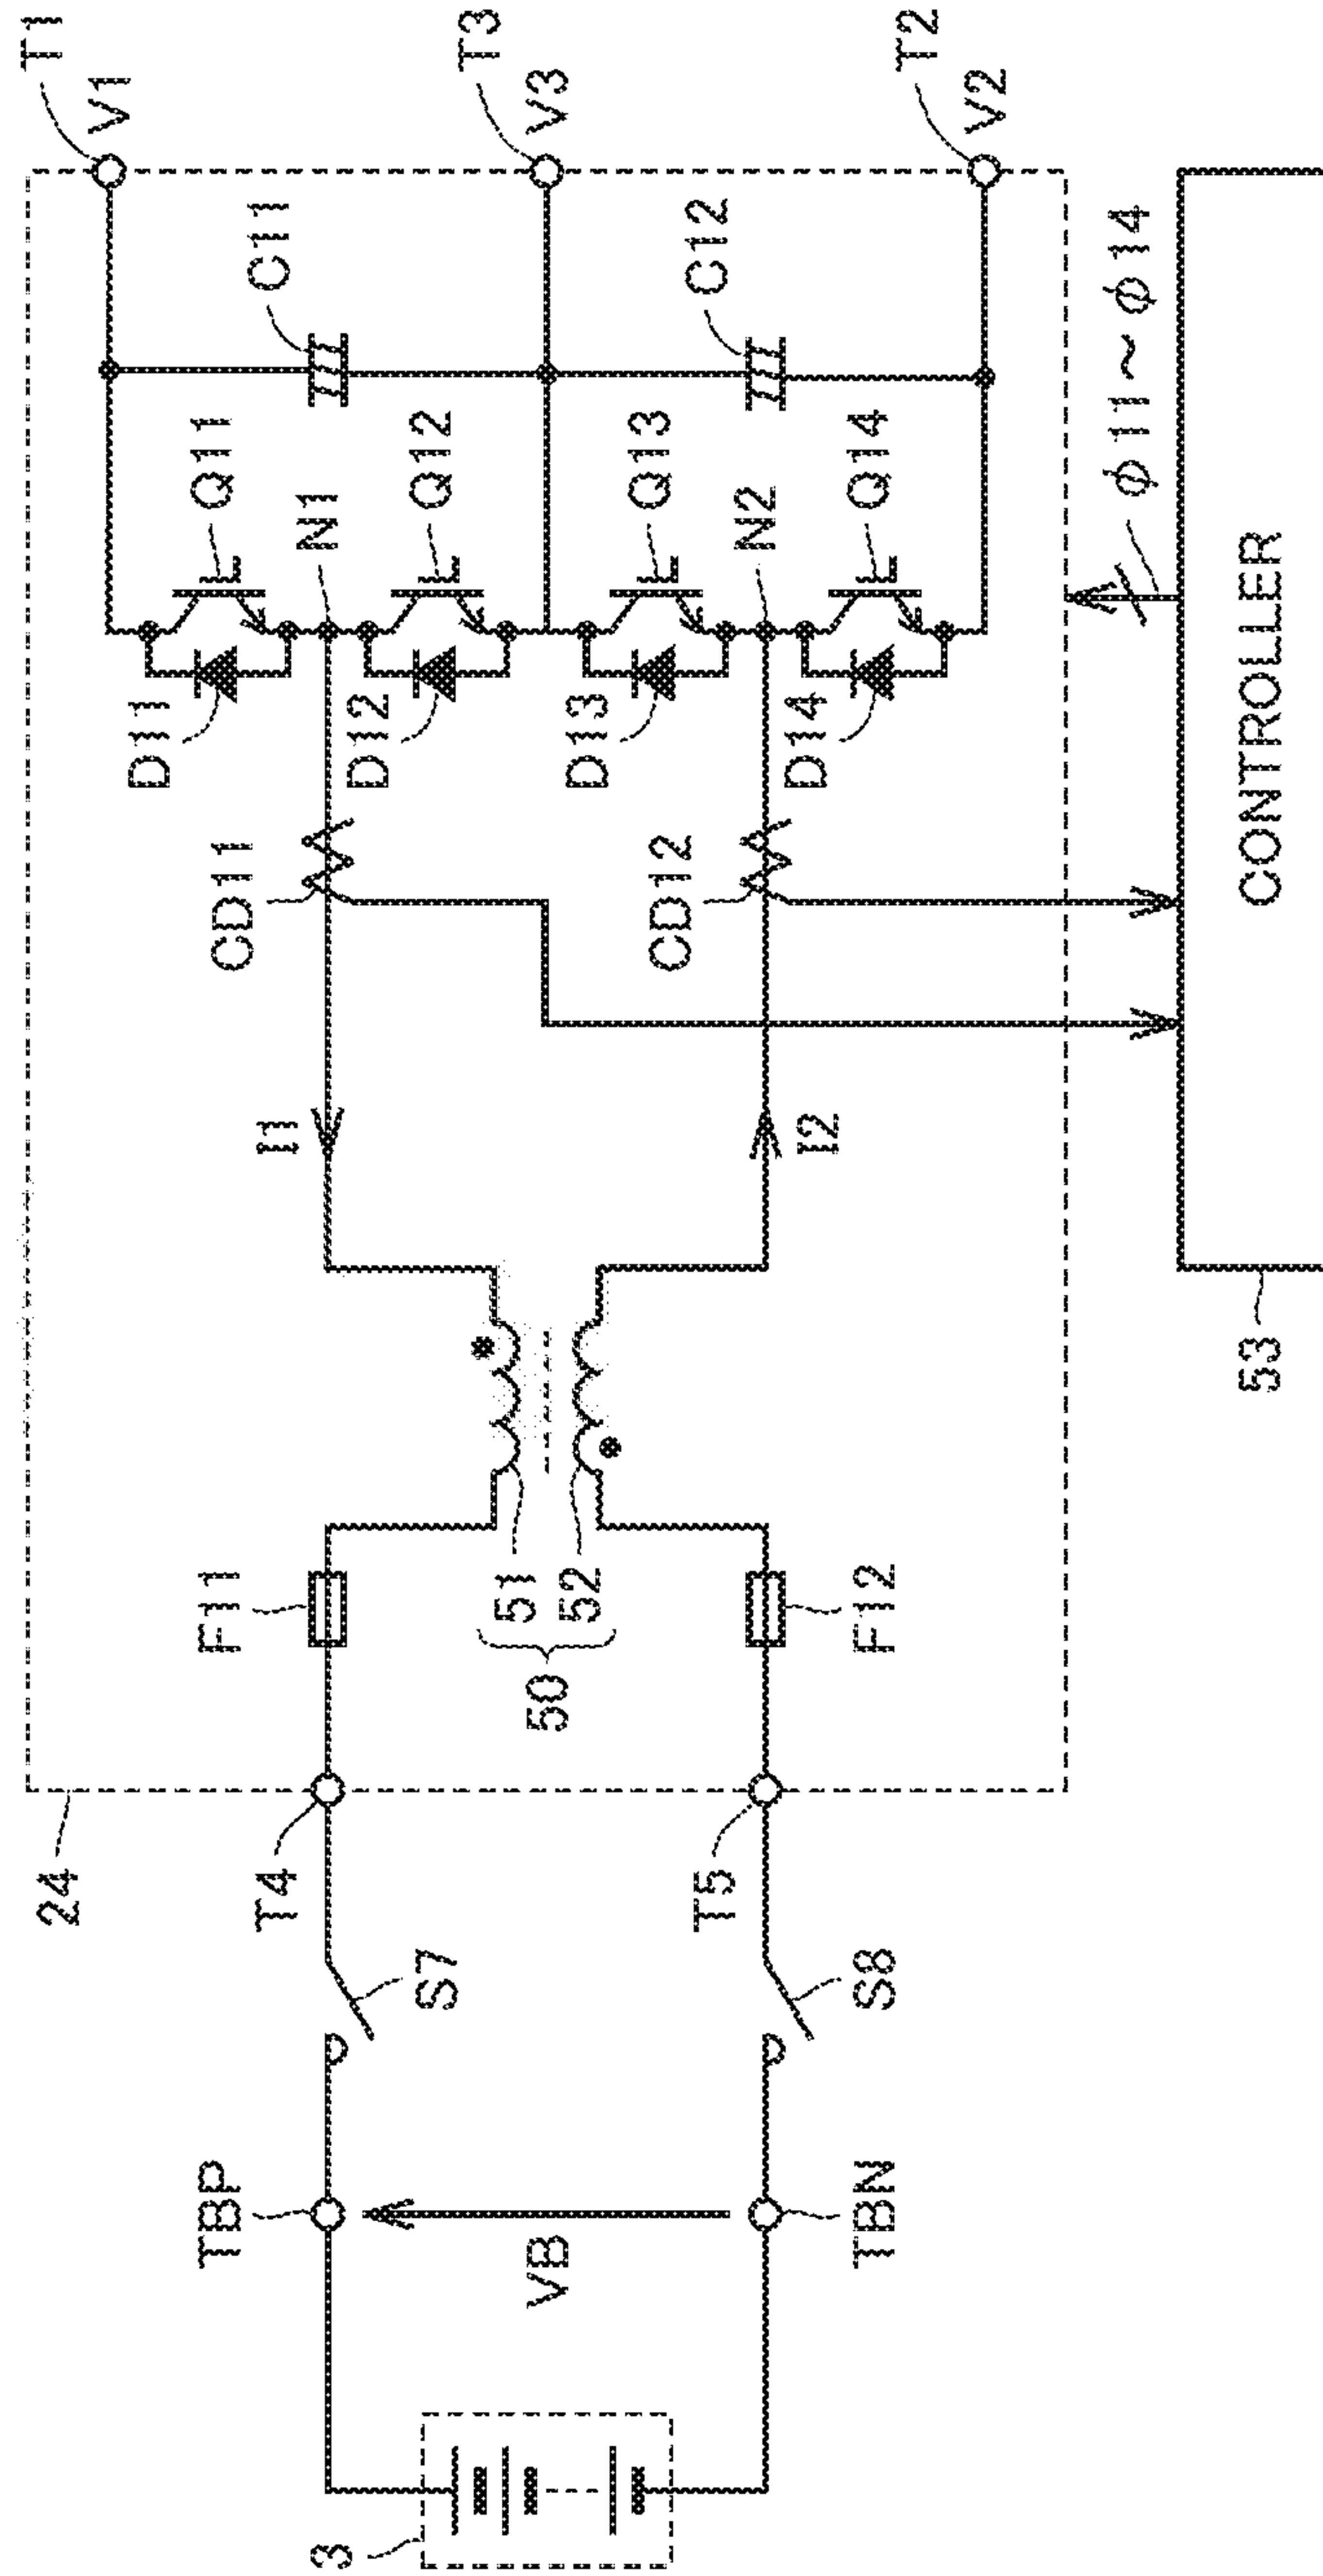 24
T1
V1
T3
V3
T2
V2
C11
C12
Q11
N1
Q12
Q13
N2
Q14
D11
D12
D13
D14
CD11
CD12
I1
I2
F11
51
52
50
F12
T4
T5
S7
S8
TBP
VB
TBN
3
φ11~φ14
CONTROLLER
53